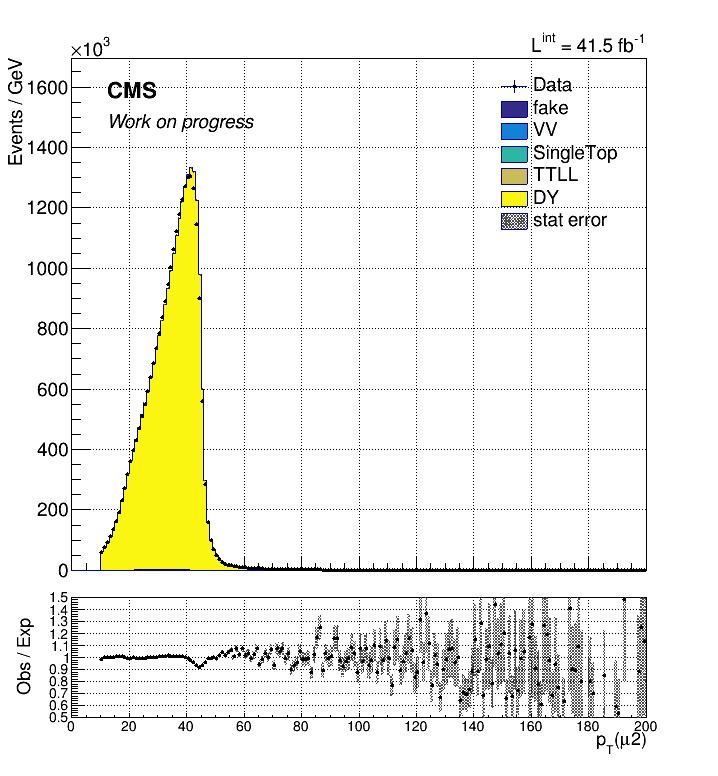 ×10³
L^int = 41.5 fb⁻¹
Events / GeV
1600
1400
1200
1000
800
600
400
200
0
CMS
Work on progress
Data
fake
VV
SingleTop
TTLL
DY
stat error
Obs / Exp
1.5
1.4
1.3
1.2
1.1
1
0.9
0.8
0.7
0.6
0.5
0 20 40 60 80 100 120 140 160 180 200
p_T(μ2)